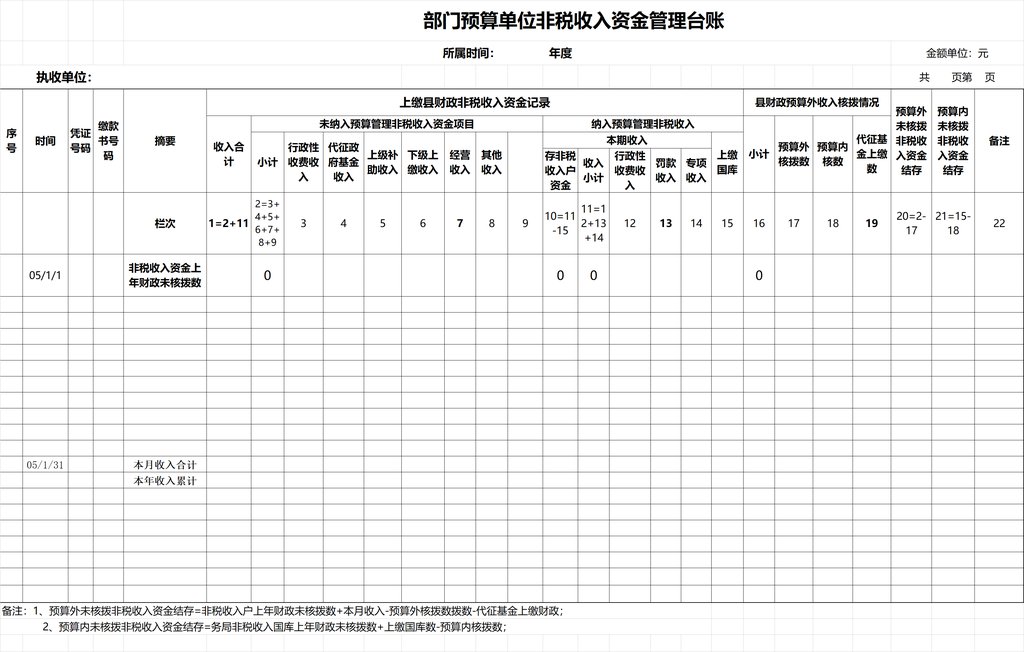 部门预算单位非税收入资金管理台账
所属时间： 年度
金额单位：元
执收单位：
共 页第 页
序号
时间
凭证号码
缴款书号码
摘要
上缴县财政非税收入资金记录
县财政预算外收入核拨情况
预算外未核拨非税收入资金结存
预算内未核拨非税收入资金结存
备注
收入合计
未纳入预算管理非税收入资金项目
纳入预算管理非税收入
小计
行政性收费收入
代征政府基金收入
上级补助收入
下级上缴收入
经营收入
其他收入
存非税收入户资金
本期收入
收入小计
行政性收费收入
罚款收入
专项收入
上缴国库
小计
预算外核拨数
预算内核数
代征基金上缴数
栏次 1=2+11 2=3+4+5+6+7+8+9 3 4 5 6 7 8 9 10=11-15 11=12+13+14 12 13 14 15 16 17 18 19 20=2-17 21=15-18 22
05/1/1 非税收入资金上年财政未核拨数 0 0 0 0
05/1/31 本月收入合计
本年收入累计
备注：1、预算外未核拨非税收入资金结存=非税收入户上年财政未核拨数+本月收入-预算外核拨数拨数-代征基金上缴财政；
2、预算内未核拨非税收入资金结存=务局非税收入国库上年财政未核拨数+上缴国库数-预算内核拨数；